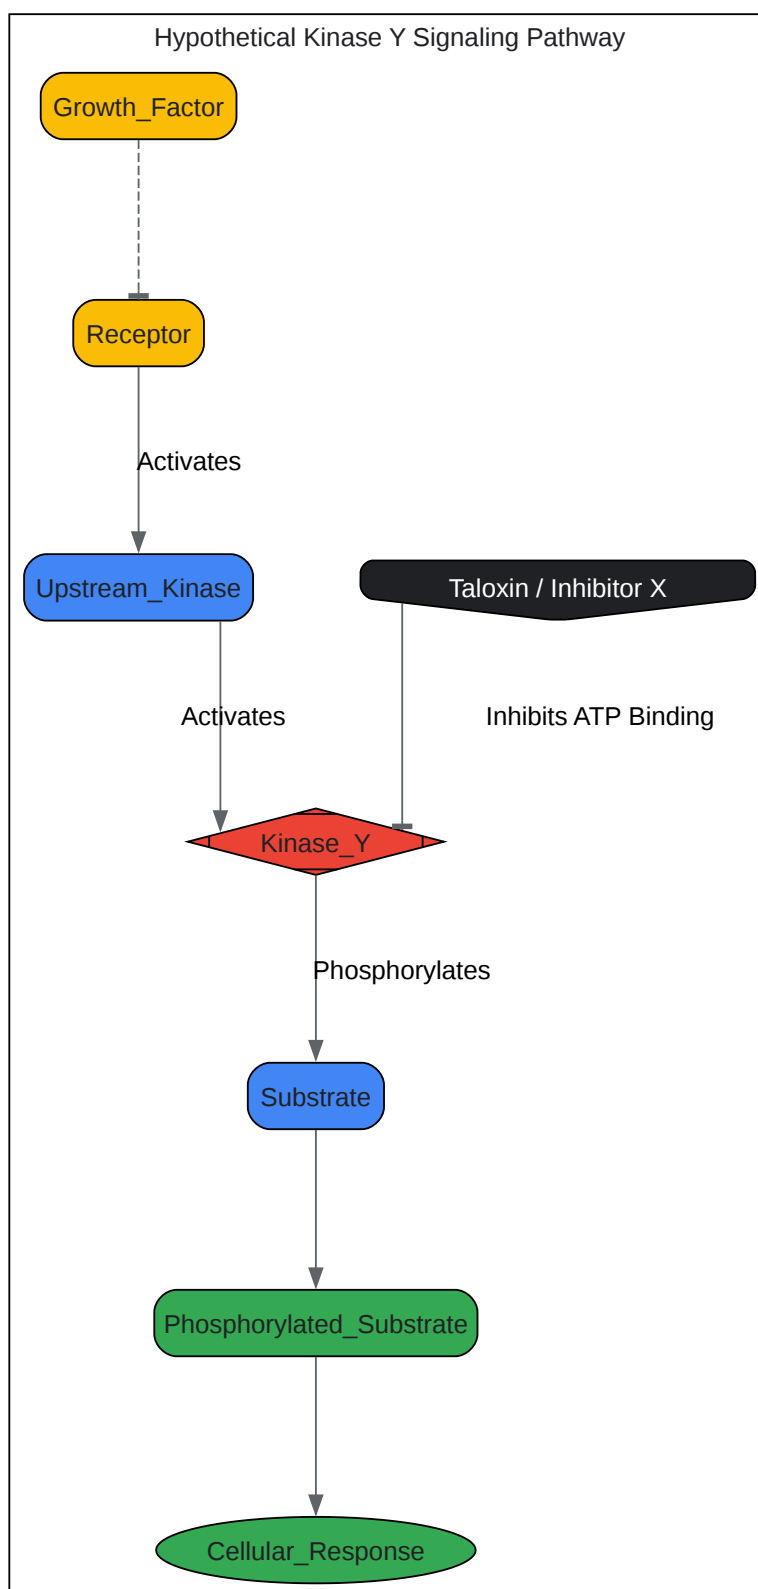 Hypothetical Kinase Y Signaling Pathway
Growth_Factor
Receptor
Activates
Upstream_Kinase
Taloxin / Inhibitor X
Activates
Inhibits ATP Binding
Kinase_Y
Phosphorylates
Substrate
Phosphorylated_Substrate
Cellular_Response